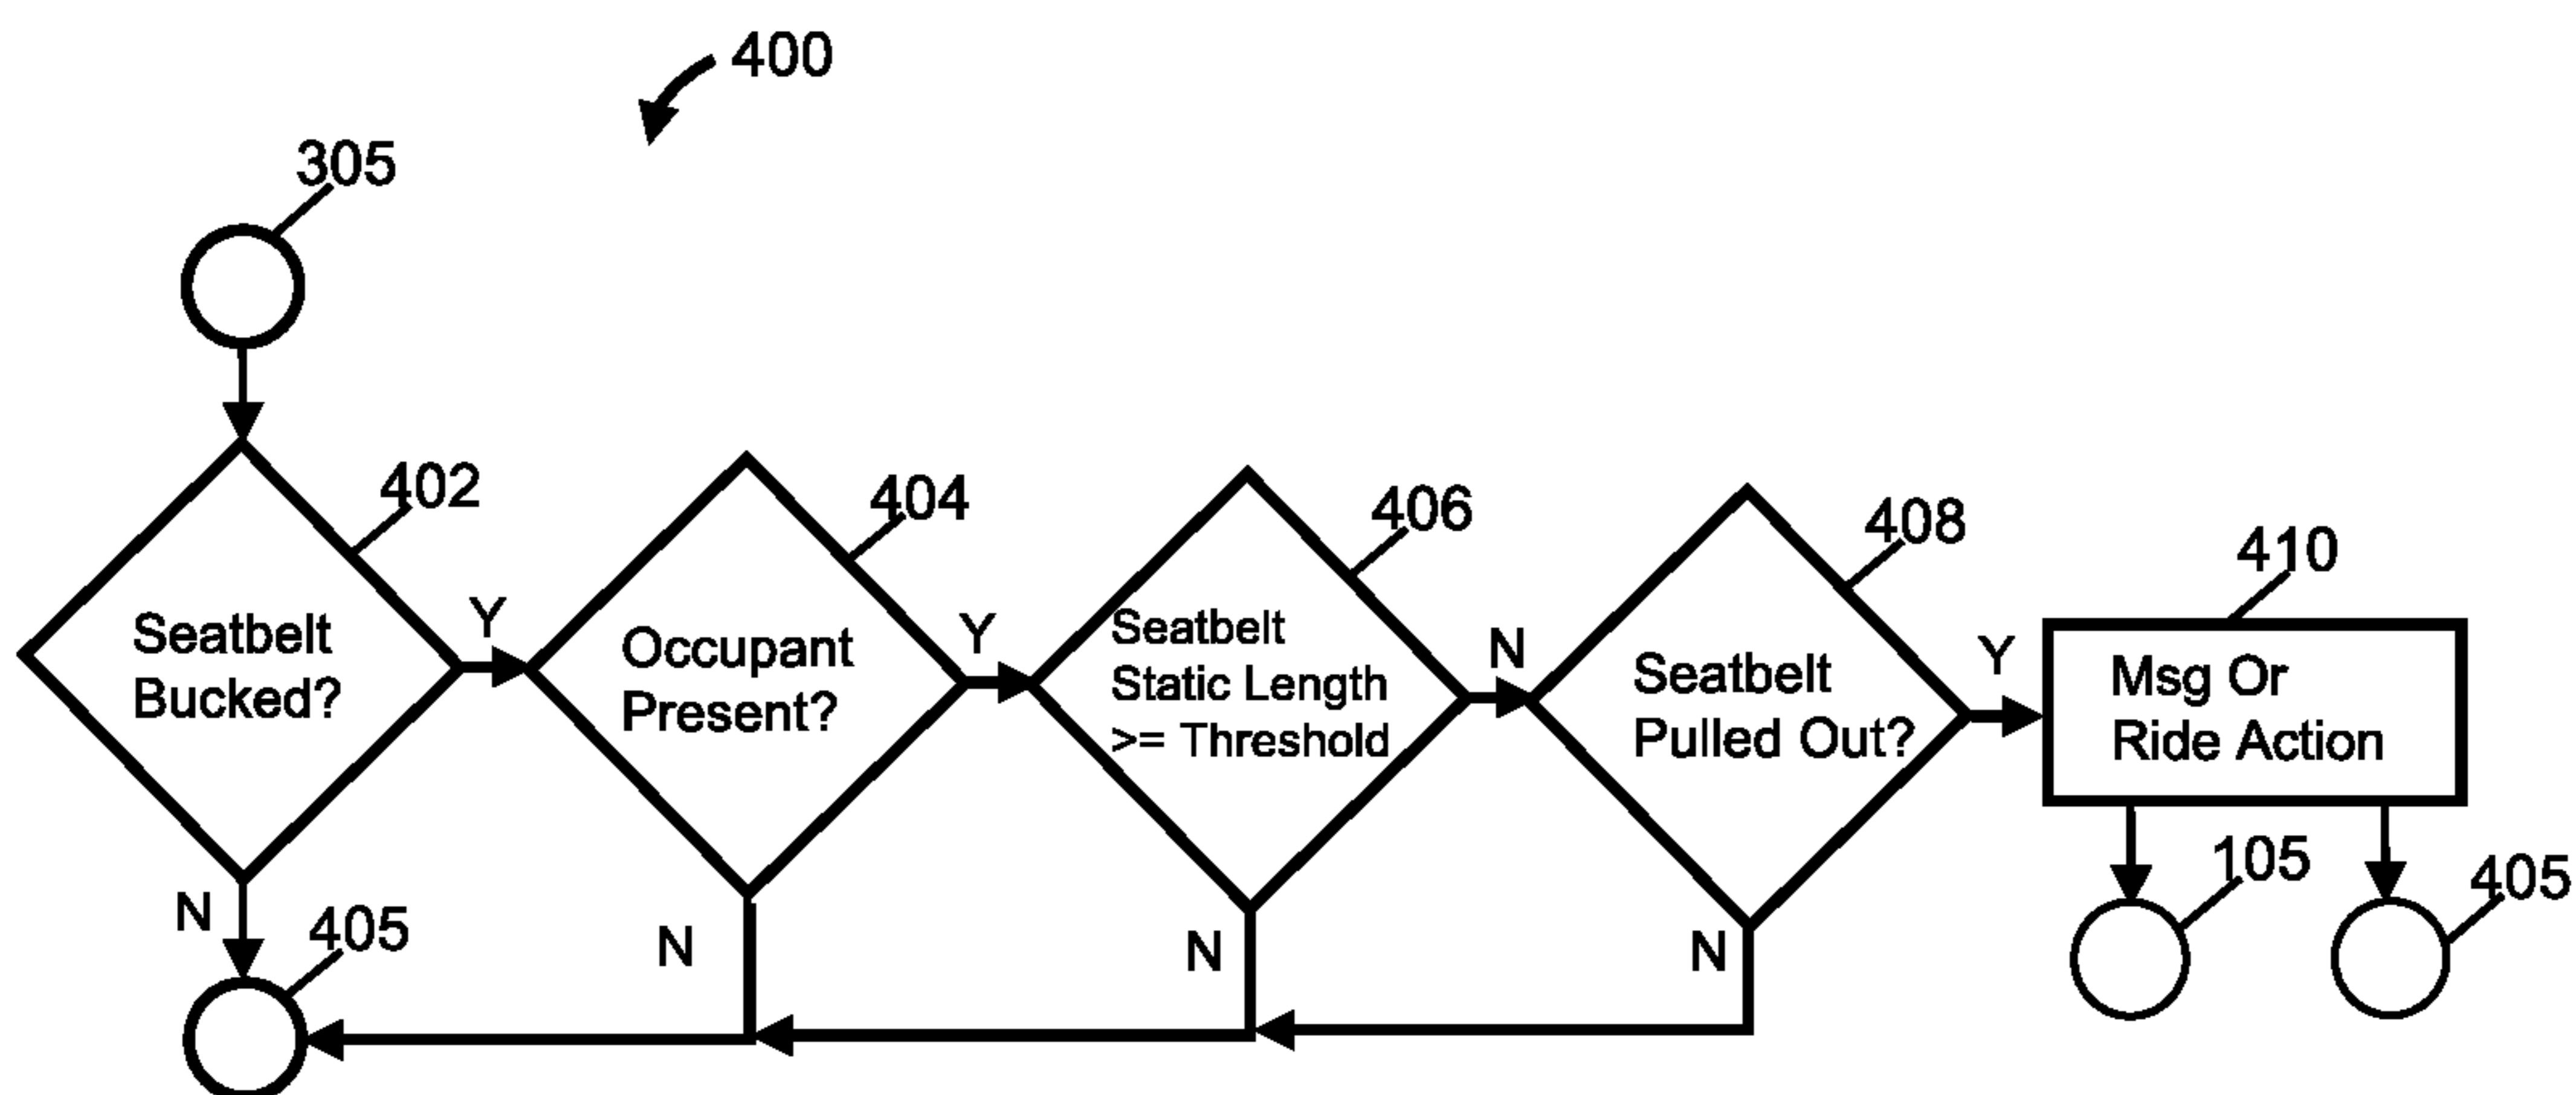 400
305
402
404
406
408
410
Seatbelt
Bucked?
Y
Occupant
Present?
Y
Seatbelt
Static Length
>= Threshold
N
Seatbelt
Pulled Out?
Y
Msg Or
Ride Action
N
405
N
N
N
105
405